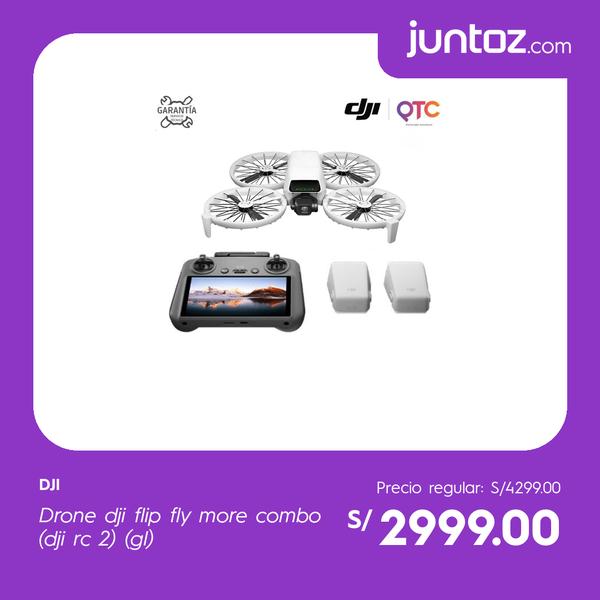 juntoz.com
GARANTÍA
dji QTC
DJI
Precio regular: S/4299.00
Drone dji flip fly more combo
(dji rc 2) (gl)
S/ 2999.00